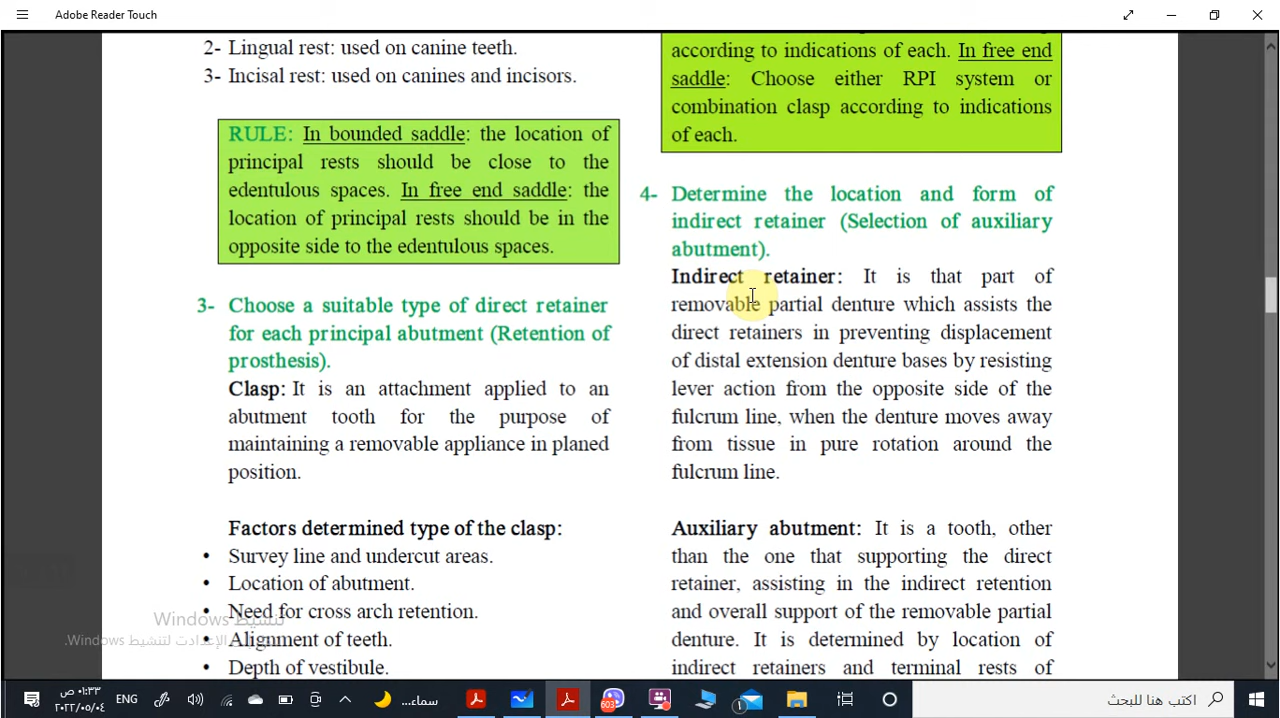 Adobe Reader Touch
2- Lingual rest: used on canine teeth.
3- Incisal rest: used on canines and incisors.
RULE: In bounded saddle: the location of
principal rests should be close to the
edentulous spaces. In free end saddle: the
location of principal rests should be in the
opposite side to the edentulous spaces.
3- Choose a suitable type of direct retainer
for each principal abutment (Retention of
prosthesis).
Clasp: It is an attachment applied to an
abutment tooth for the purpose of
maintaining a removable appliance in planed
position.
Factors determined type of the clasp:
• Survey line and undercut areas.
• Location of abutment.
• Need for cross arch retention.
• Alignment of teeth.
• Depth of vestibule.
according to indications of each. In free end
saddle: Choose either RPI system or
combination clasp according to indications
of each.
4- Determine the location and form of
indirect retainer (Selection of auxiliary
abutment).
Indirect retainer: It is that part of
removable partial denture which assists the
direct retainers in preventing displacement
of distal extension denture bases by resisting
lever action from the opposite side of the
fulcrum line, when the denture moves away
from tissue in pure rotation around the
fulcrum line.
Auxiliary abutment: It is a tooth, other
than the one that supporting the direct
retainer, assisting in the indirect retention
and overall support of the removable partial
denture. It is determined by location of
indirect retainers and terminal rests of
تنشيط Windows
الإعدادات لتنشيط Windows.
٠١:٣٣ ص
٢٠٢٢/٠٥/٠٤
ENG
سماء...
603
١
اكتب هنا للبحث